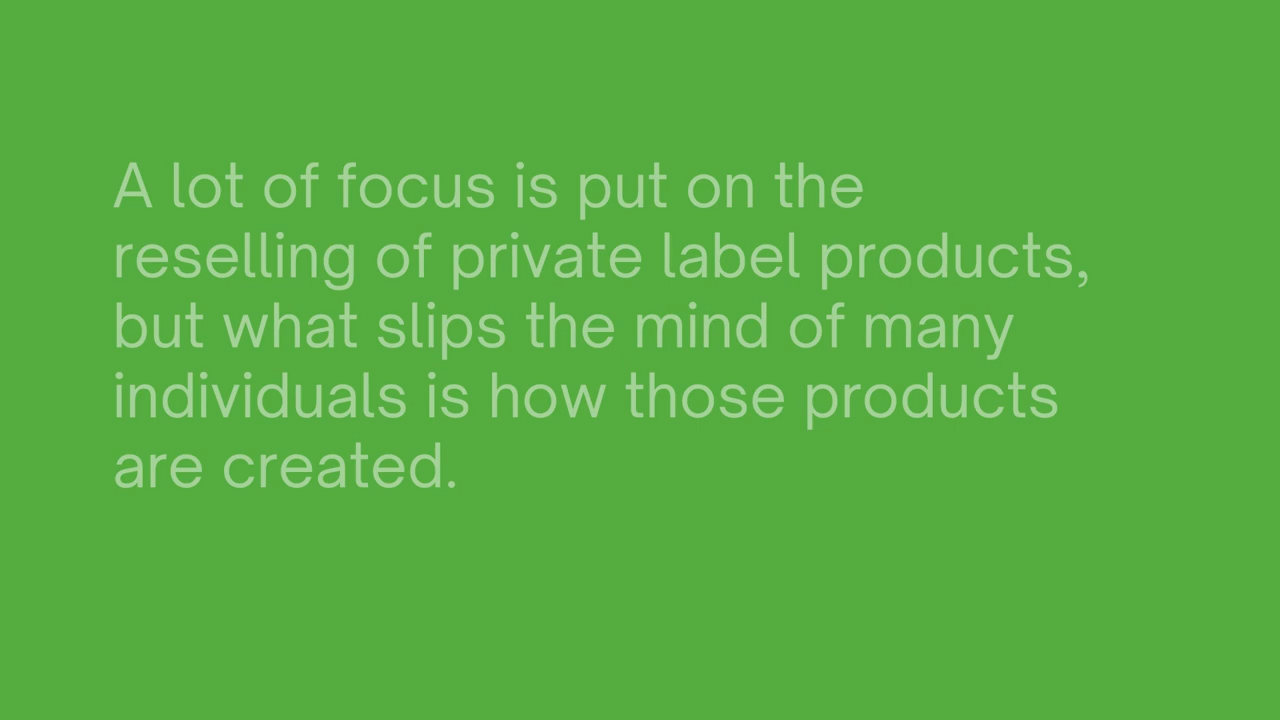 A lot of focus is put on the
reselling of private label products,
but what slips the mind of many
individuals is how those products
are created.